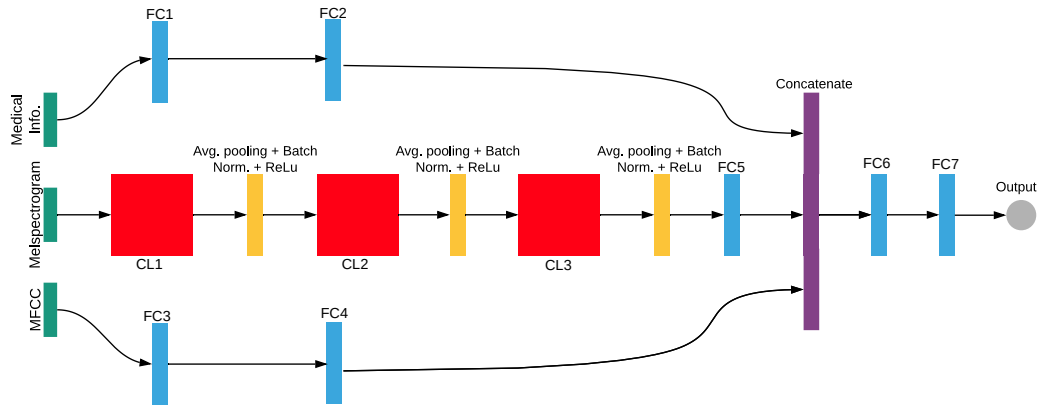 FC1
FC2
Medical
Info.
Concatenate
Avg. pooling + Batch
Norm. + ReLu
Avg. pooling + Batch
Norm. + ReLu
Avg. pooling + Batch
Norm. + ReLu
FC5
FC6
FC7
Output
Melspectrogram
CL1
CL2
CL3
MFCC
FC3
FC4